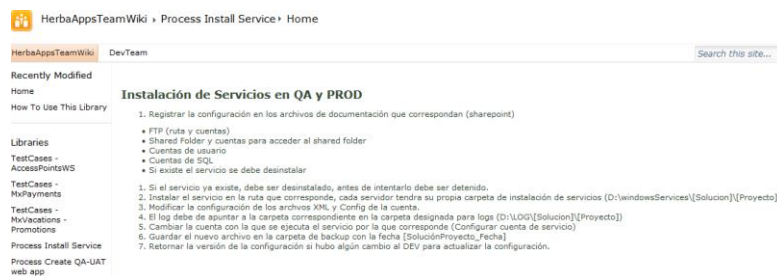 HerbaAppsTeamWiki › Process Install Service › Home
HerbaAppsTeamWiki DevTeam
Search this site...
Recently Modified
Home
How To Use This Library
Libraries
TestCases -
AccessPointsWS
TestCases -
MxPayments
TestCases -
MxVacations -
Promotions
Process Install Service
Process Create QA-UAT
web app
Instalación de Servicios en QA y PROD
1. Registrar la configuración en los archivos de documentación que correspondan (sharepoint)
• FTP (ruta y cuentas)
• Shared Folder y cuentas para acceder al shared folder
• Cuentas de usuario
• Cuentas de SQL
• Si existe el servicio se debe desinstalar
1. Si el servicio ya existe, debe ser desinstalado, antes de intentarlo debe ser detenido.
2. Instalar el servicio en la ruta que corresponde, cada servidor tendra su propia carpeta de instalación de servicios (D:\windowsServices\[Solucion]\[Proyecto]
3. Modificar la configuración de los archivos XML y Config de la cuenta.
4. El log debe de apuntar a la carpeta correspondiente en la carpeta designada para logs (D:\LOG\[Solucion]\[Proyecto])
5. Cambiar la cuenta con la que se ejecuta el servicio por la que corresponde (Configurar cuenta de servicio)
6. Guardar el nuevo archivo en la carpeta de backup con la fecha [SoluciónProyecto_Fecha]
7. Retornar la versión de la configuración si hubo algún cambio al DEV para actualizar la configuración.